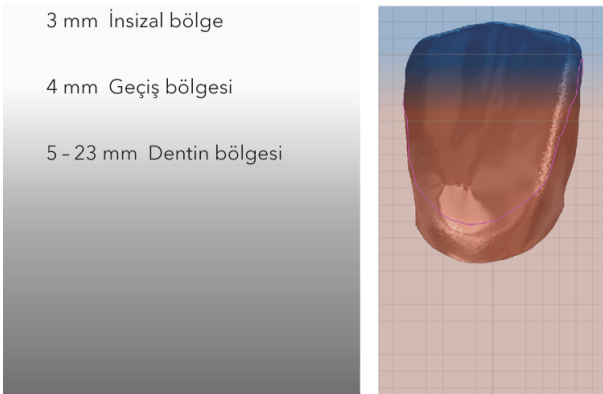 3 mm İnsizal bölge
4 mm Geçiş bölgesi
5 – 23 mm Dentin bölgesi